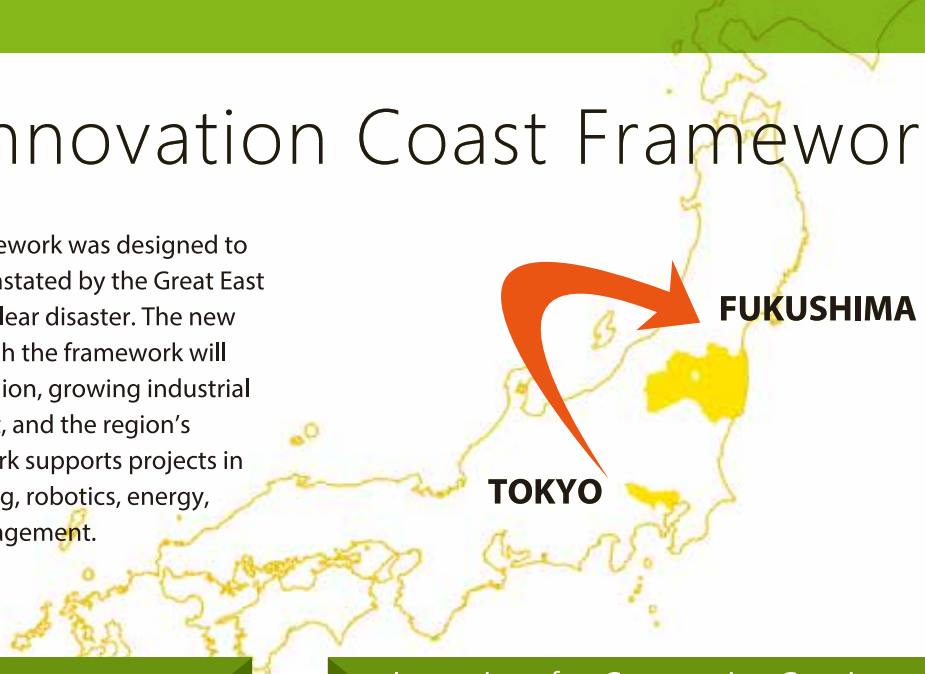 nnovation Coast Framewor
ework was designed to
astated by the Great East
lear disaster. The new
h the framework will
ion, growing industrial
, and the region's
rk supports projects in
g, robotics, energy,
agement.
FUKUSHIMA
TOKYO